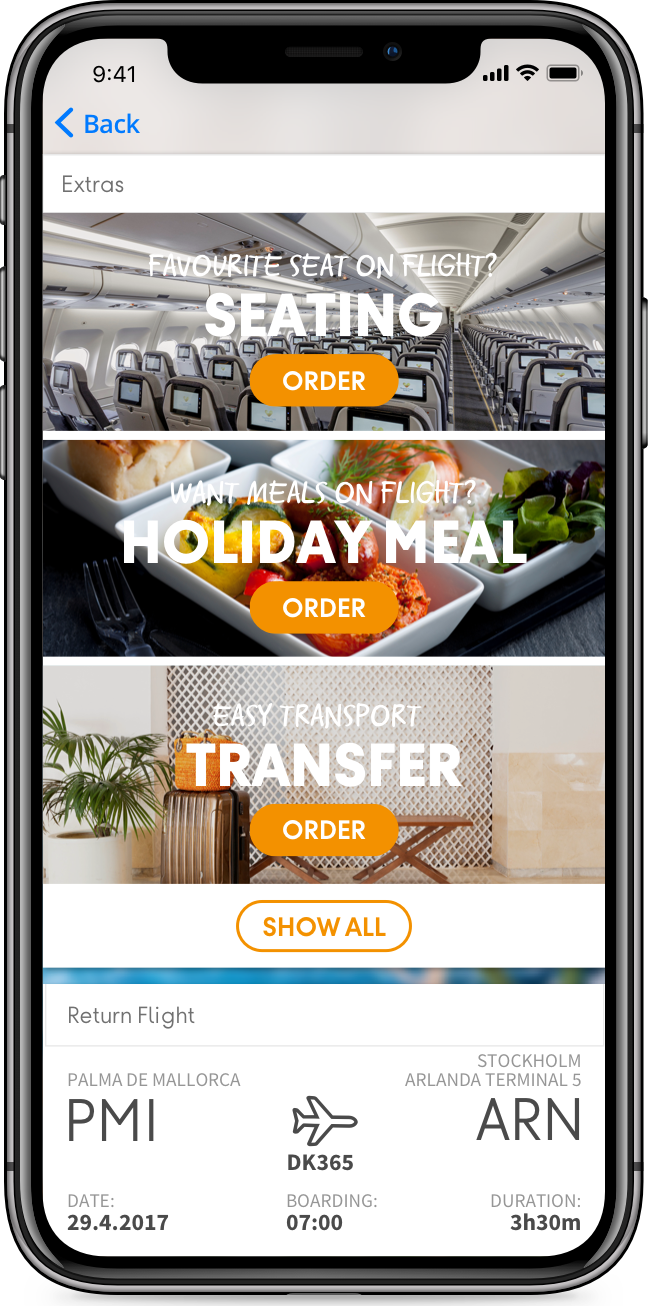 9:41
Back
Extras
FAVOURITE SEAT ON FLIGHT?
SEATING
ORDER
WANT MEALS ON FLIGHT?
HOLIDAY MEAL
ORDER
EASY TRANSPORT
TRANSFER
ORDER
SHOW ALL
Return Flight
PALMA DE MALLORCA
STOCKHOLM
ARLANDA TERMINAL 5
PMI
ARN
DK365
DATE: BOARDING: DURATION:
29.4.2017 07:00 3h30m